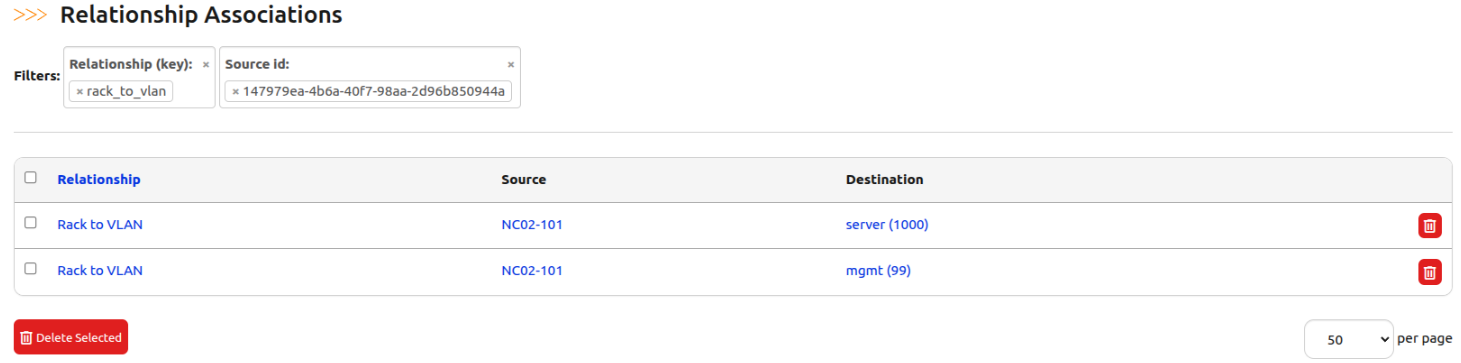 >>> Relationship Associations
Filters:
Relationship (key): ×
× rack_to_vlan
Source id: ×
× 147979ea-4b6a-40f7-98aa-2d96b850944a
Relationship Source Destination
Rack to VLAN NC02-101 server (1000)
Rack to VLAN NC02-101 mgmt (99)
Delete Selected
50 per page